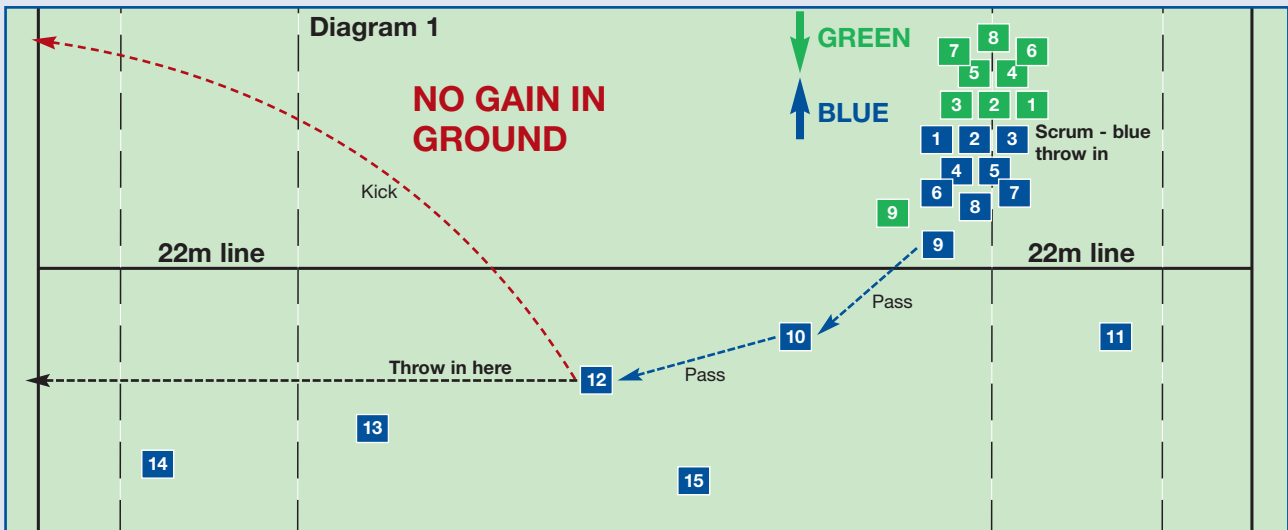 Diagram 1
GREEN
BLUE
NO GAIN IN
GROUND
8
7
6
5
4
3
2
1
1
2
3
Scrum - blue
throw in
4
5
6
7
8
9
9
Kick
22m line
22m line
Pass
10
11
Throw in here
12
Pass
13
14
15